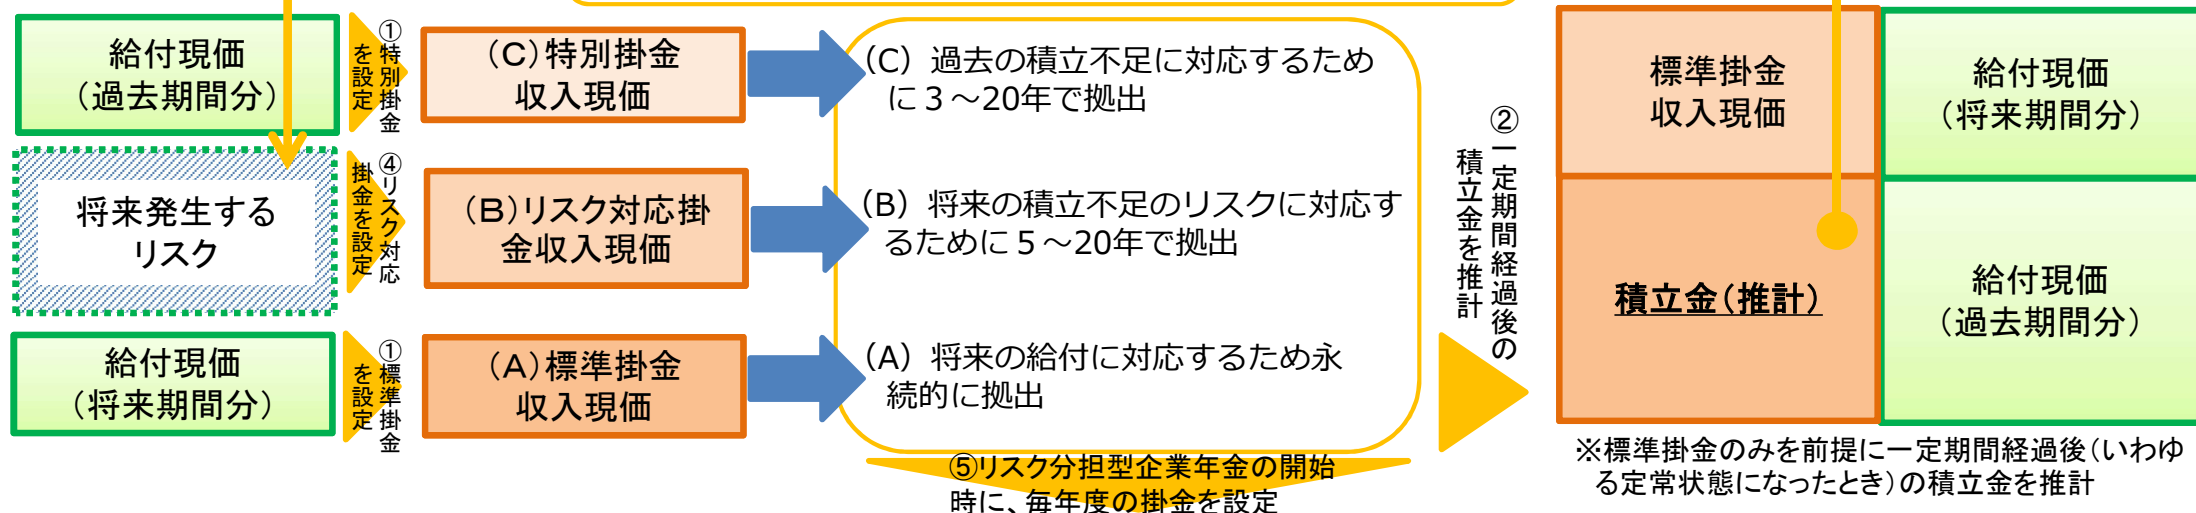 給付現価
（過去期間分）
①特別掛金
を設定
（C）特別掛金
収入現価
（C）過去の積立不足に対応するため
に３～20年で拠出
将来発生する
リスク
④リスク対応
掛金を設定
（B）リスク対応掛
金収入現価
（B）将来の積立不足のリスクに対応す
るために５～20年で拠出
給付現価
（将来期間分）
①標準掛金
を設定
（A）標準掛金
収入現価
（A）将来の給付に対応するため永
続的に拠出
⑤リスク分担型企業年金の開始
時に、毎年度の掛金を設定
②一定期間経過後の
積立金を推計
標準掛金
収入現価
給付現価
（将来期間分）
積立金（推計）
給付現価
（過去期間分）
※標準掛金のみを前提に一定期間経過後（いわゆ
る定常状態になったとき）の積立金を推計